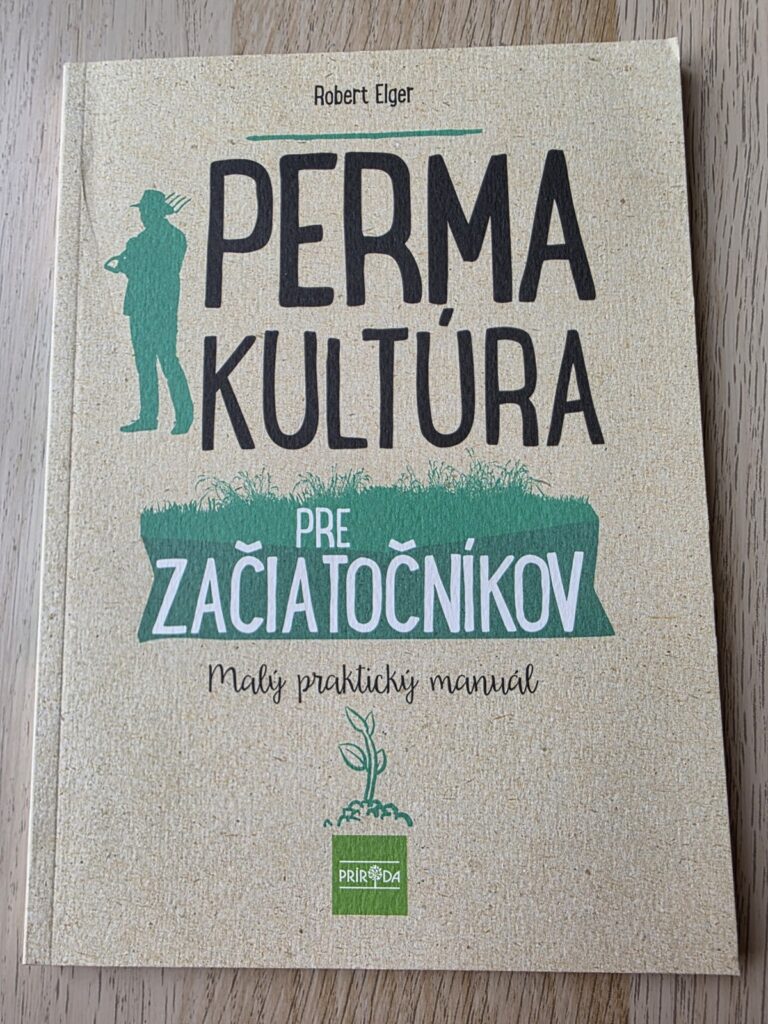 Robert Elger
PERMA
KULTÚRA
PRE
ZAČIATOČNÍKOV
Malý praktický manuál
PRÍRODA